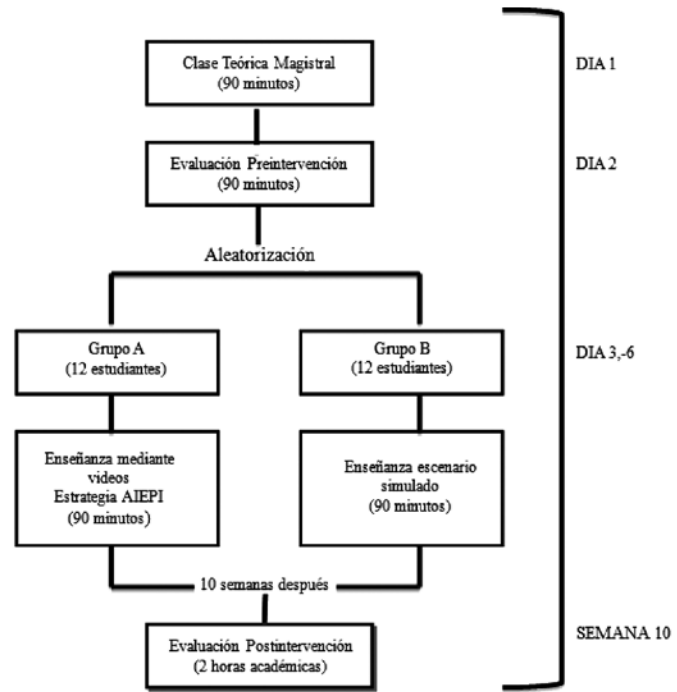 Clase Teórica Magistral
(90 minutos)
DIA 1
Evaluación Preintervención
(90 minutos)
DIA 2
Aleatorización
Grupo A
(12 estudiantes)
Grupo B
(12 estudiantes)
DIA 3,-6
Enseñanza mediante
videos
Estrategia AIEPI
(90 minutos)
Enseñanza escenario
simulado
(90 minutos)
10 semanas después
Evaluación Postintervención
(2 horas académicas)
SEMANA 10